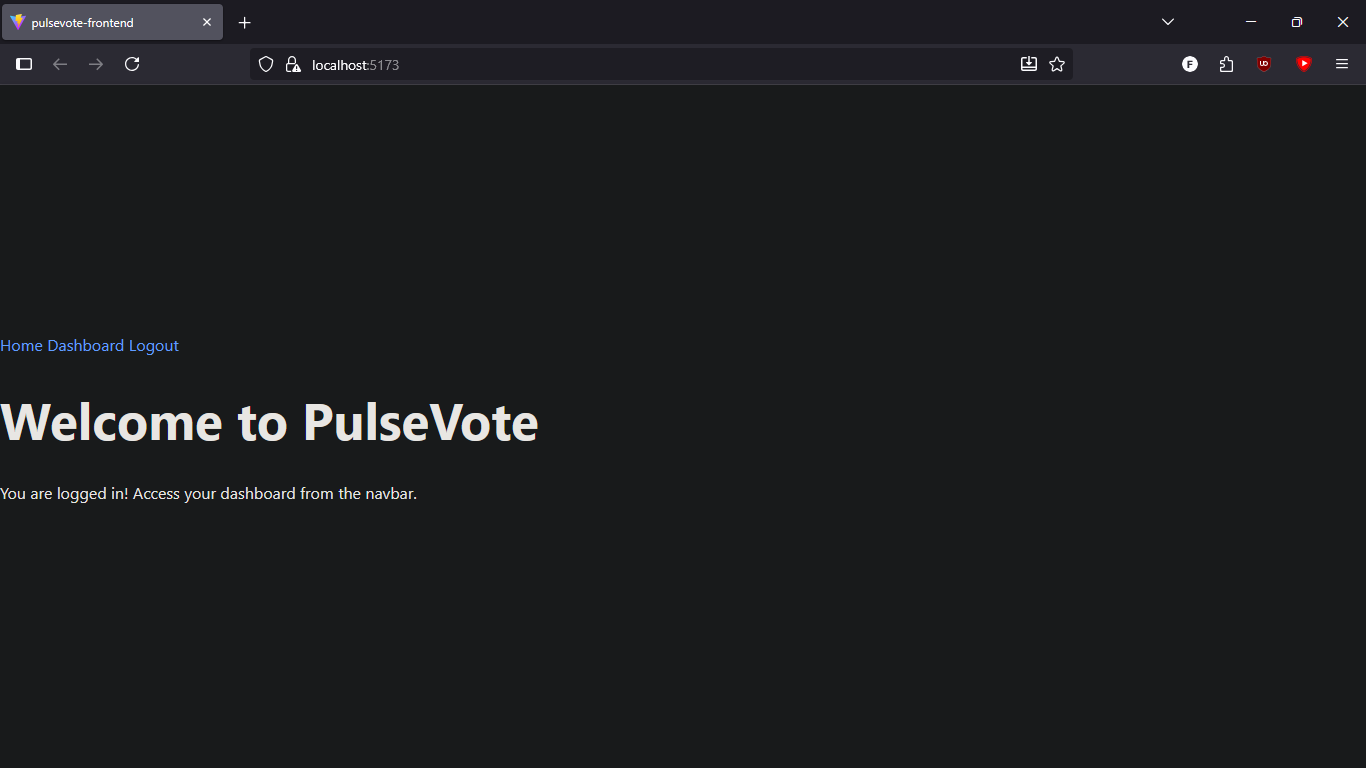 pulsevote-frontend
localhost:5173
F
UO
Home Dashboard Logout
Welcome to PulseVote
You are logged in! Access your dashboard from the navbar.